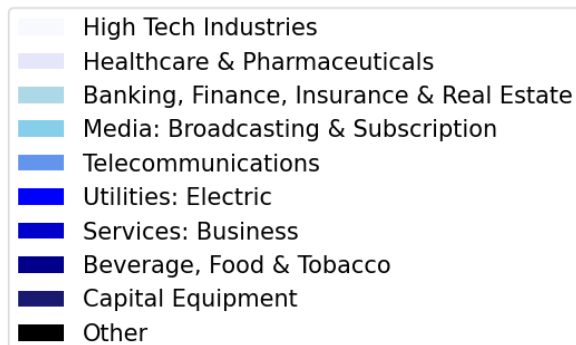 High Tech Industries
Healthcare & Pharmaceuticals
Banking, Finance, Insurance & Real Estate
Media: Broadcasting & Subscription
Telecommunications
Utilities: Electric
Services: Business
Beverage, Food & Tobacco
Capital Equipment
Other